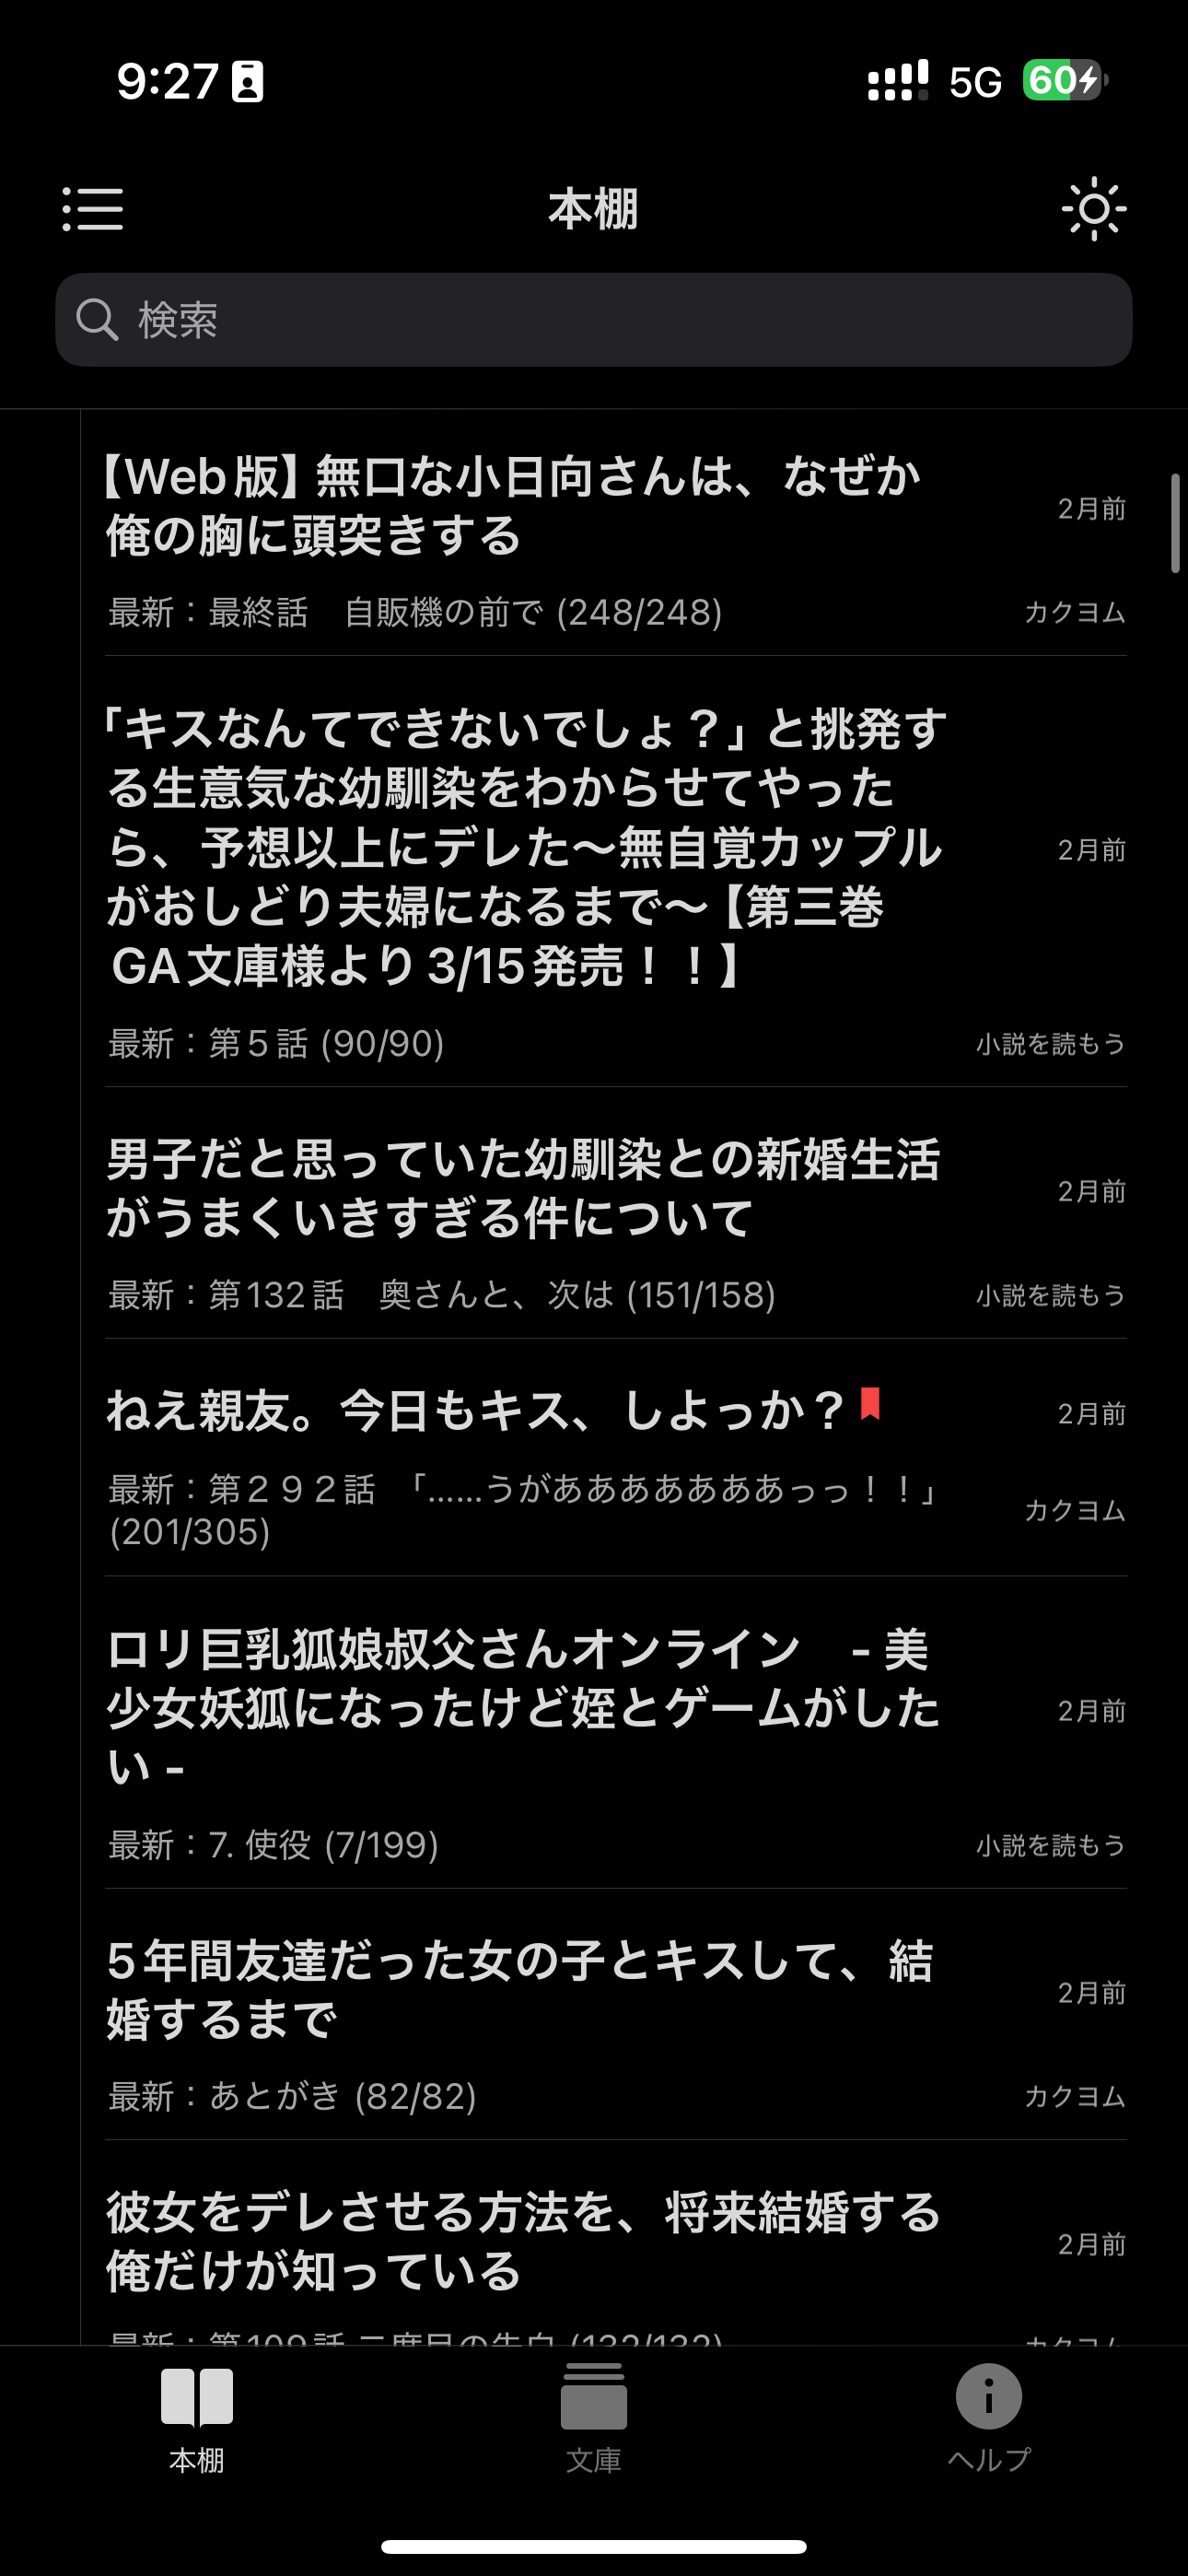 9:27
5G
60
本棚
検索
【Web版】無口な小日向さんは、なぜか
俺の胸に頭突きする
2月前
最新：最終話　自販機の前で (248/248)
カクヨム
「キスなんてできないでしょ？」と挑発す
る生意気な幼馴染をわからせてやった
ら、予想以上にデレた〜無自覚カップル
がおしどり夫婦になるまで〜【第三巻
GA文庫様より3/15発売！！】
2月前
最新：第５話 (90/90)
小説を読もう
男子だと思っていた幼馴染との新婚生活
がうまくいきすぎる件について
2月前
最新：第132話　奥さんと、次は (151/158)
小説を読もう
ねえ親友。今日もキス、しよっか？
2月前
最新：第２９２話　「……うがあああああああっっ！！」
(201/305)
カクヨム
ロリ巨乳狐娘叔父さんオンライン　- 美
少女妖狐になったけど姪とゲームがした
い -
2月前
最新：7. 使役 (7/199)
小説を読もう
5年間友達だった女の子とキスして、結
婚するまで
2月前
最新：あとがき (82/82)
カクヨム
彼女をデレさせる方法を、将来結婚する
俺だけが知っている
2月前
最新：第109話 二度目の告白 (132/132)
カクヨム
本棚
文庫
ヘルプ